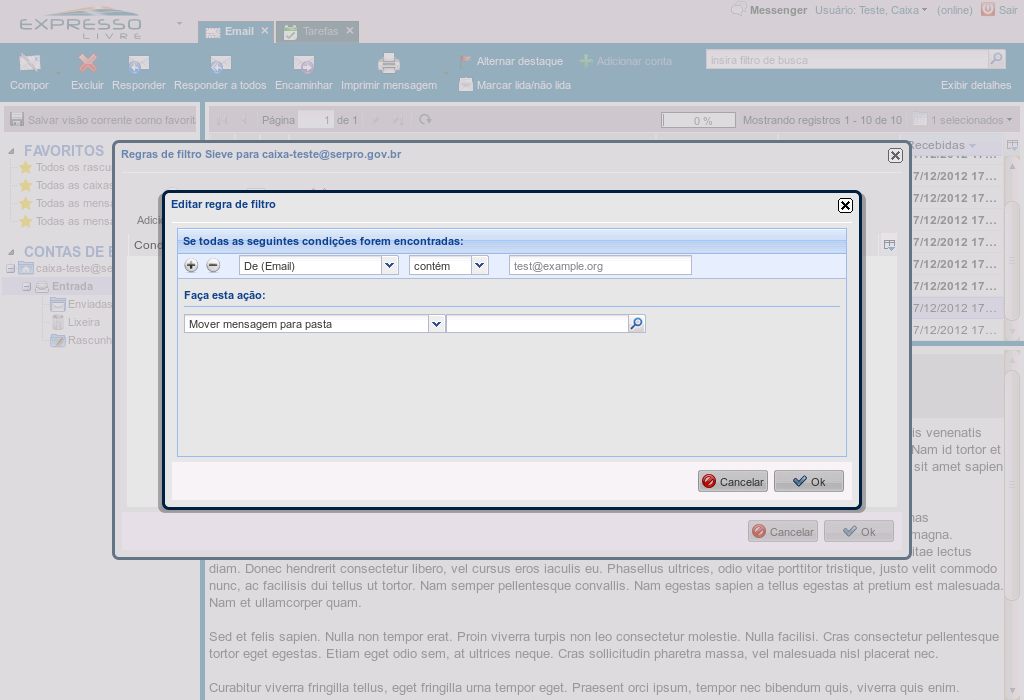 EXPRESSO
LIVRE
Email
Tarefas
Messenger
Usuário: Teste, Caixa
(online)
Sair
Compor
Excluir
Responder
Responder a todos
Encaminhar
Imprimir mensagem
Alternar destaque
Adicionar conta
Marcar lida/não lida
insira filtro de busca
Exibir detalhes
Salvar visão corrente como favorit
Página 1 de 1
0 %
Mostrando registros 1 - 10 de 10
1 selecionados
FAVORITOS
Todos os rascu
Todas as caixas
Todas as mensa
Todas as mensa
CONTAS DE E
caixa-teste@se
Entrada
Enviadas
Lixeira
Rascunh
Recebidas
7/12/2012 17...
7/12/2012 17...
7/12/2012 17...
7/12/2012 17...
7/12/2012 17...
7/12/2012 17...
7/12/2012 17...
7/12/2012 17...
7/12/2012 17...
Regras de filtro Sieve para caixa-teste@serpro.gov.br
Adici
Cond
Editar regra de filtro
Se todas as seguintes condições forem encontradas:
De (Email)
contém
test@example.org
Faça esta ação:
Mover mensagem para pasta
Cancelar
Ok
Cancelar
Ok
is venenatis
Nam id tortor et
sit amet sapien
nas
magna.
itae lectus
diam. Donec hendrerit consectetur libero, vel cursus eros iaculis eu. Phasellus ultrices, odio vitae porttitor tristique, justo velit commodo
nunc, ac facilisis dui tellus ut tortor. Nam semper pellentesque convallis. Nam egestas sapien a tellus egestas at pretium est malesuada.
Nam et ullamcorper quam.
Sed et felis sapien. Nulla non tempor erat. Proin viverra turpis non leo consectetur molestie. Nulla facilisi. Cras consectetur pellentesque
tortor eget egestas. Etiam eget odio sem, at ultrices neque. Cras sollicitudin pharetra massa, vel malesuada nisl placerat nec.
Curabitur viverra fringilla tellus, eget fringilla urna tempor eget. Praesent orci ipsum, tempor nec bibendum quis, viverra quis enim.